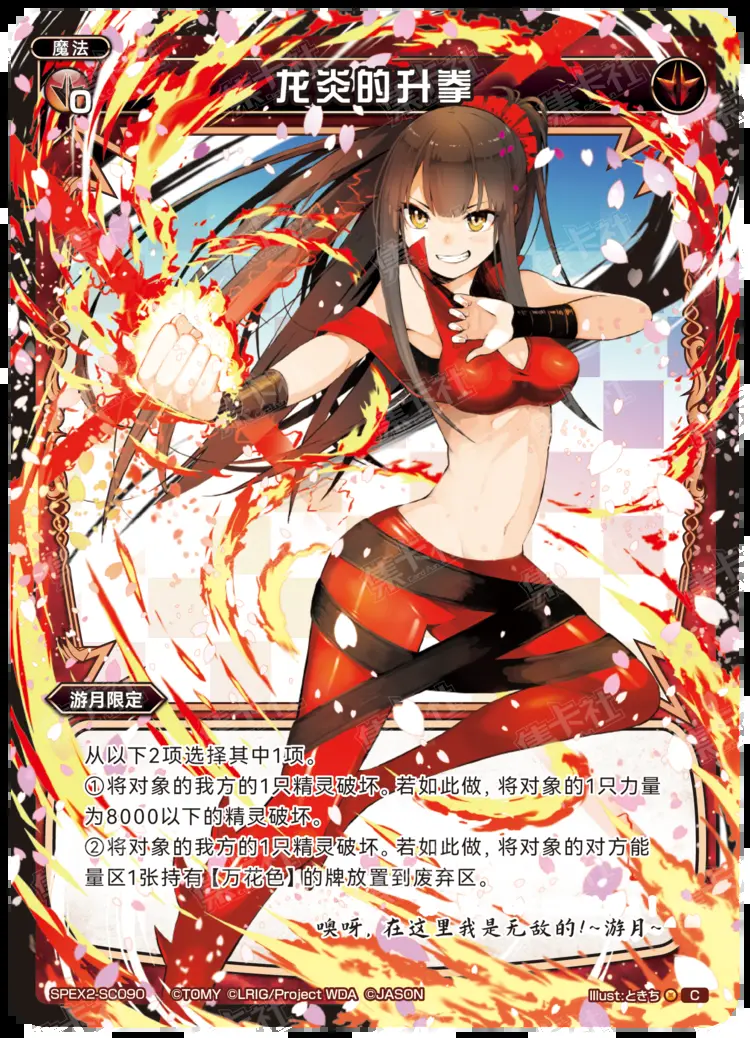 魔法
0
龙炎的升拳
游月限定
从以下2项选择其中1项。
①将对象的我方的1只精灵破坏。若如此做，将对象的1只力量
为8000以下的精灵破坏。
②将对象的我方的1只精灵破坏。若如此做，将对象的对方能
量区1张持有【万花色】的牌放置到废弃区。
噢呀，在这里我是无敌的!~游月~
SPEX2-SC090 ©TOMY ©LRIG/Project WDA ©JASON
Illust:ときち C
集卡社